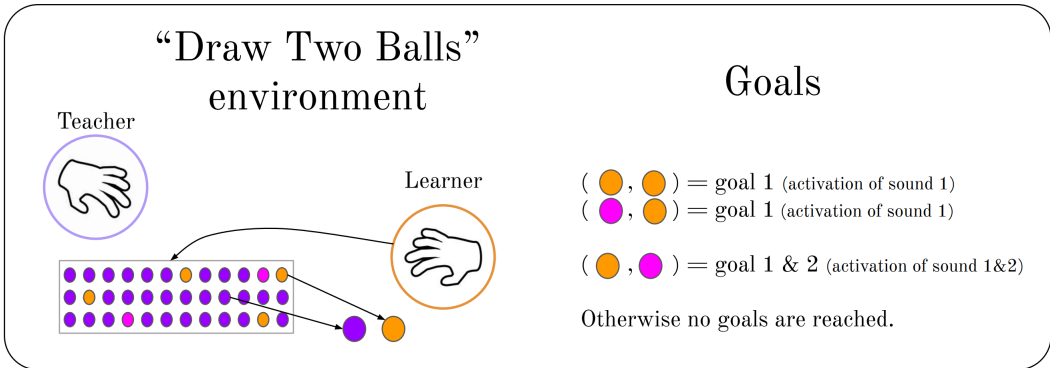 “Draw Two Balls”
environment
Teacher
Learner
Goals
( , ) = goal 1 (activation of sound 1)
( , ) = goal 1 (activation of sound 1)
( , ) = goal 1 & 2 (activation of sound 1&2)
Otherwise no goals are reached.